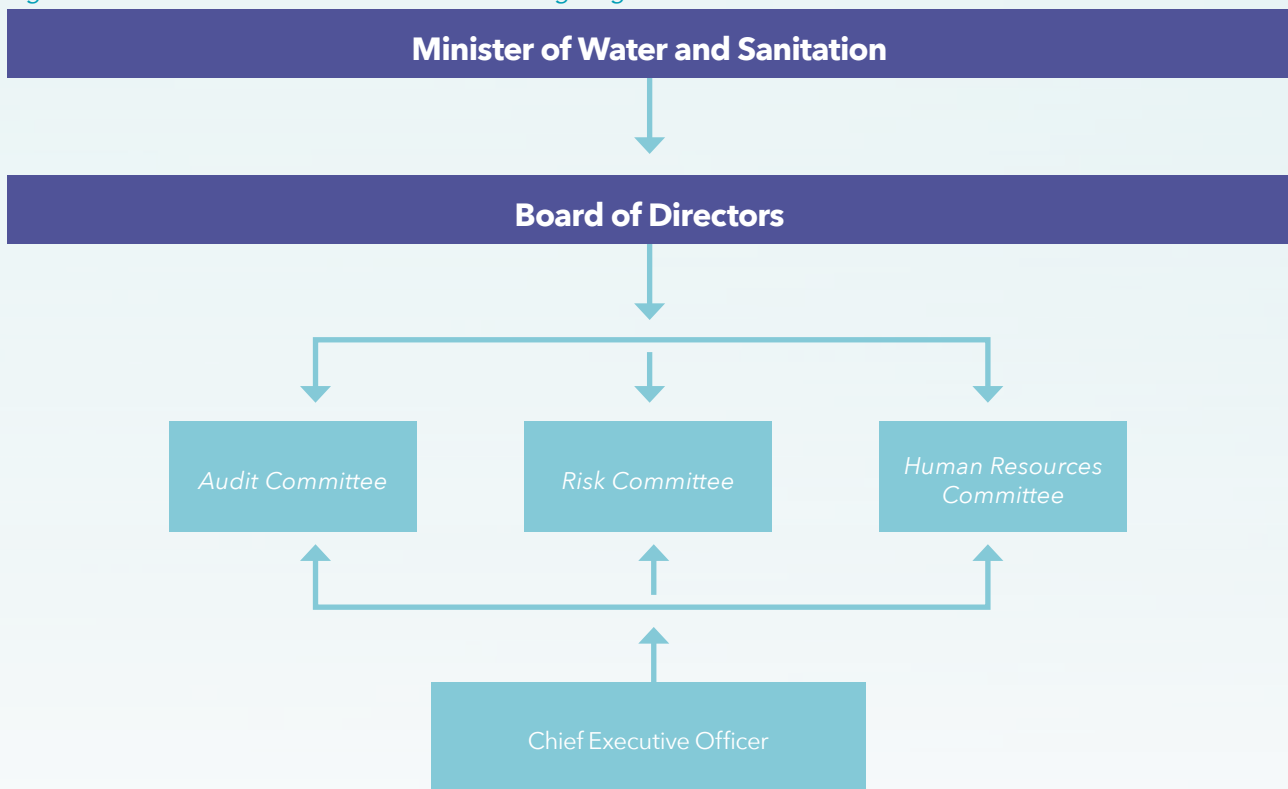 Minister of Water and Sanitation
Board of Directors
Audit Committee
Risk Committee
Human Resources
Committee
Chief Executive Officer